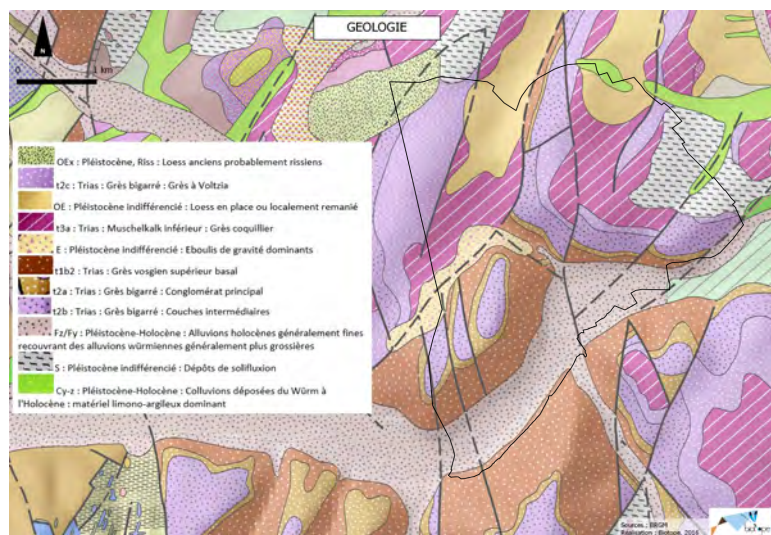 GEOLOGIE
N
1 km
OEx : Pléistocène, Riss : Loess anciens probablement rissiens
t2c : Trias : Grès bigarré : Grès à Voltzia
OE : Pléistocène indifférencié : Loess en place ou localement remanié
t3a : Trias : Muschelkalk inférieur : Grès coquillier
E : Pléistocène indifférencié : Eboulis de gravité dominants
t1b2 : Trias : Grès vosgien supérieur basal
t2a : Trias : Grès bigarré : Conglomérat principal
t2b : Trias : Grès bigarré : Couches intermédiaires
Fz/Fy : Pléistocène-Holocène : Alluvions holocènes généralement fines
recouvrant des alluvions würmiennes généralement plus grossières
S : Pléistocène indifférencié : Dépôts de solifluxion
Cy-z : Pléistocène-Holocène : Colluvions déposées du Würm à
l'Holocène : matériel limono-argileux dominant
Sources : BRGM
Réalisation : Biotope, 2016
biotope